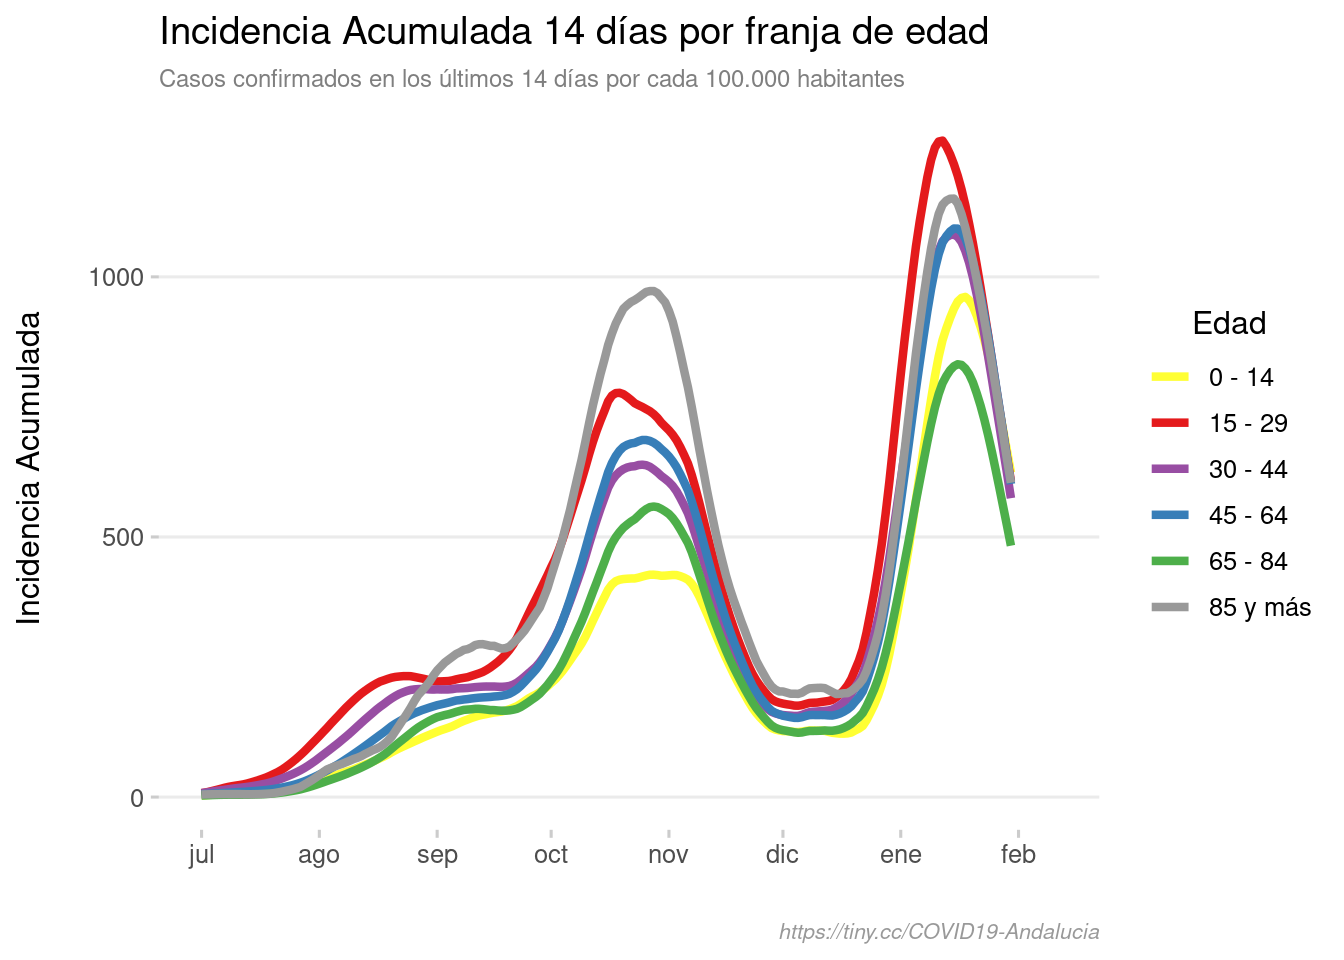 Incidencia Acumulada 14 días por franja de edad
Casos confirmados en los últimos 14 días por cada 100.000 habitantes
Incidencia Acumulada
1000
500
0
jul ago sep oct nov dic ene feb
Edad
0 - 14
15 - 29
30 - 44
45 - 64
65 - 84
85 y más
https://tiny.cc/COVID19-Andalucia